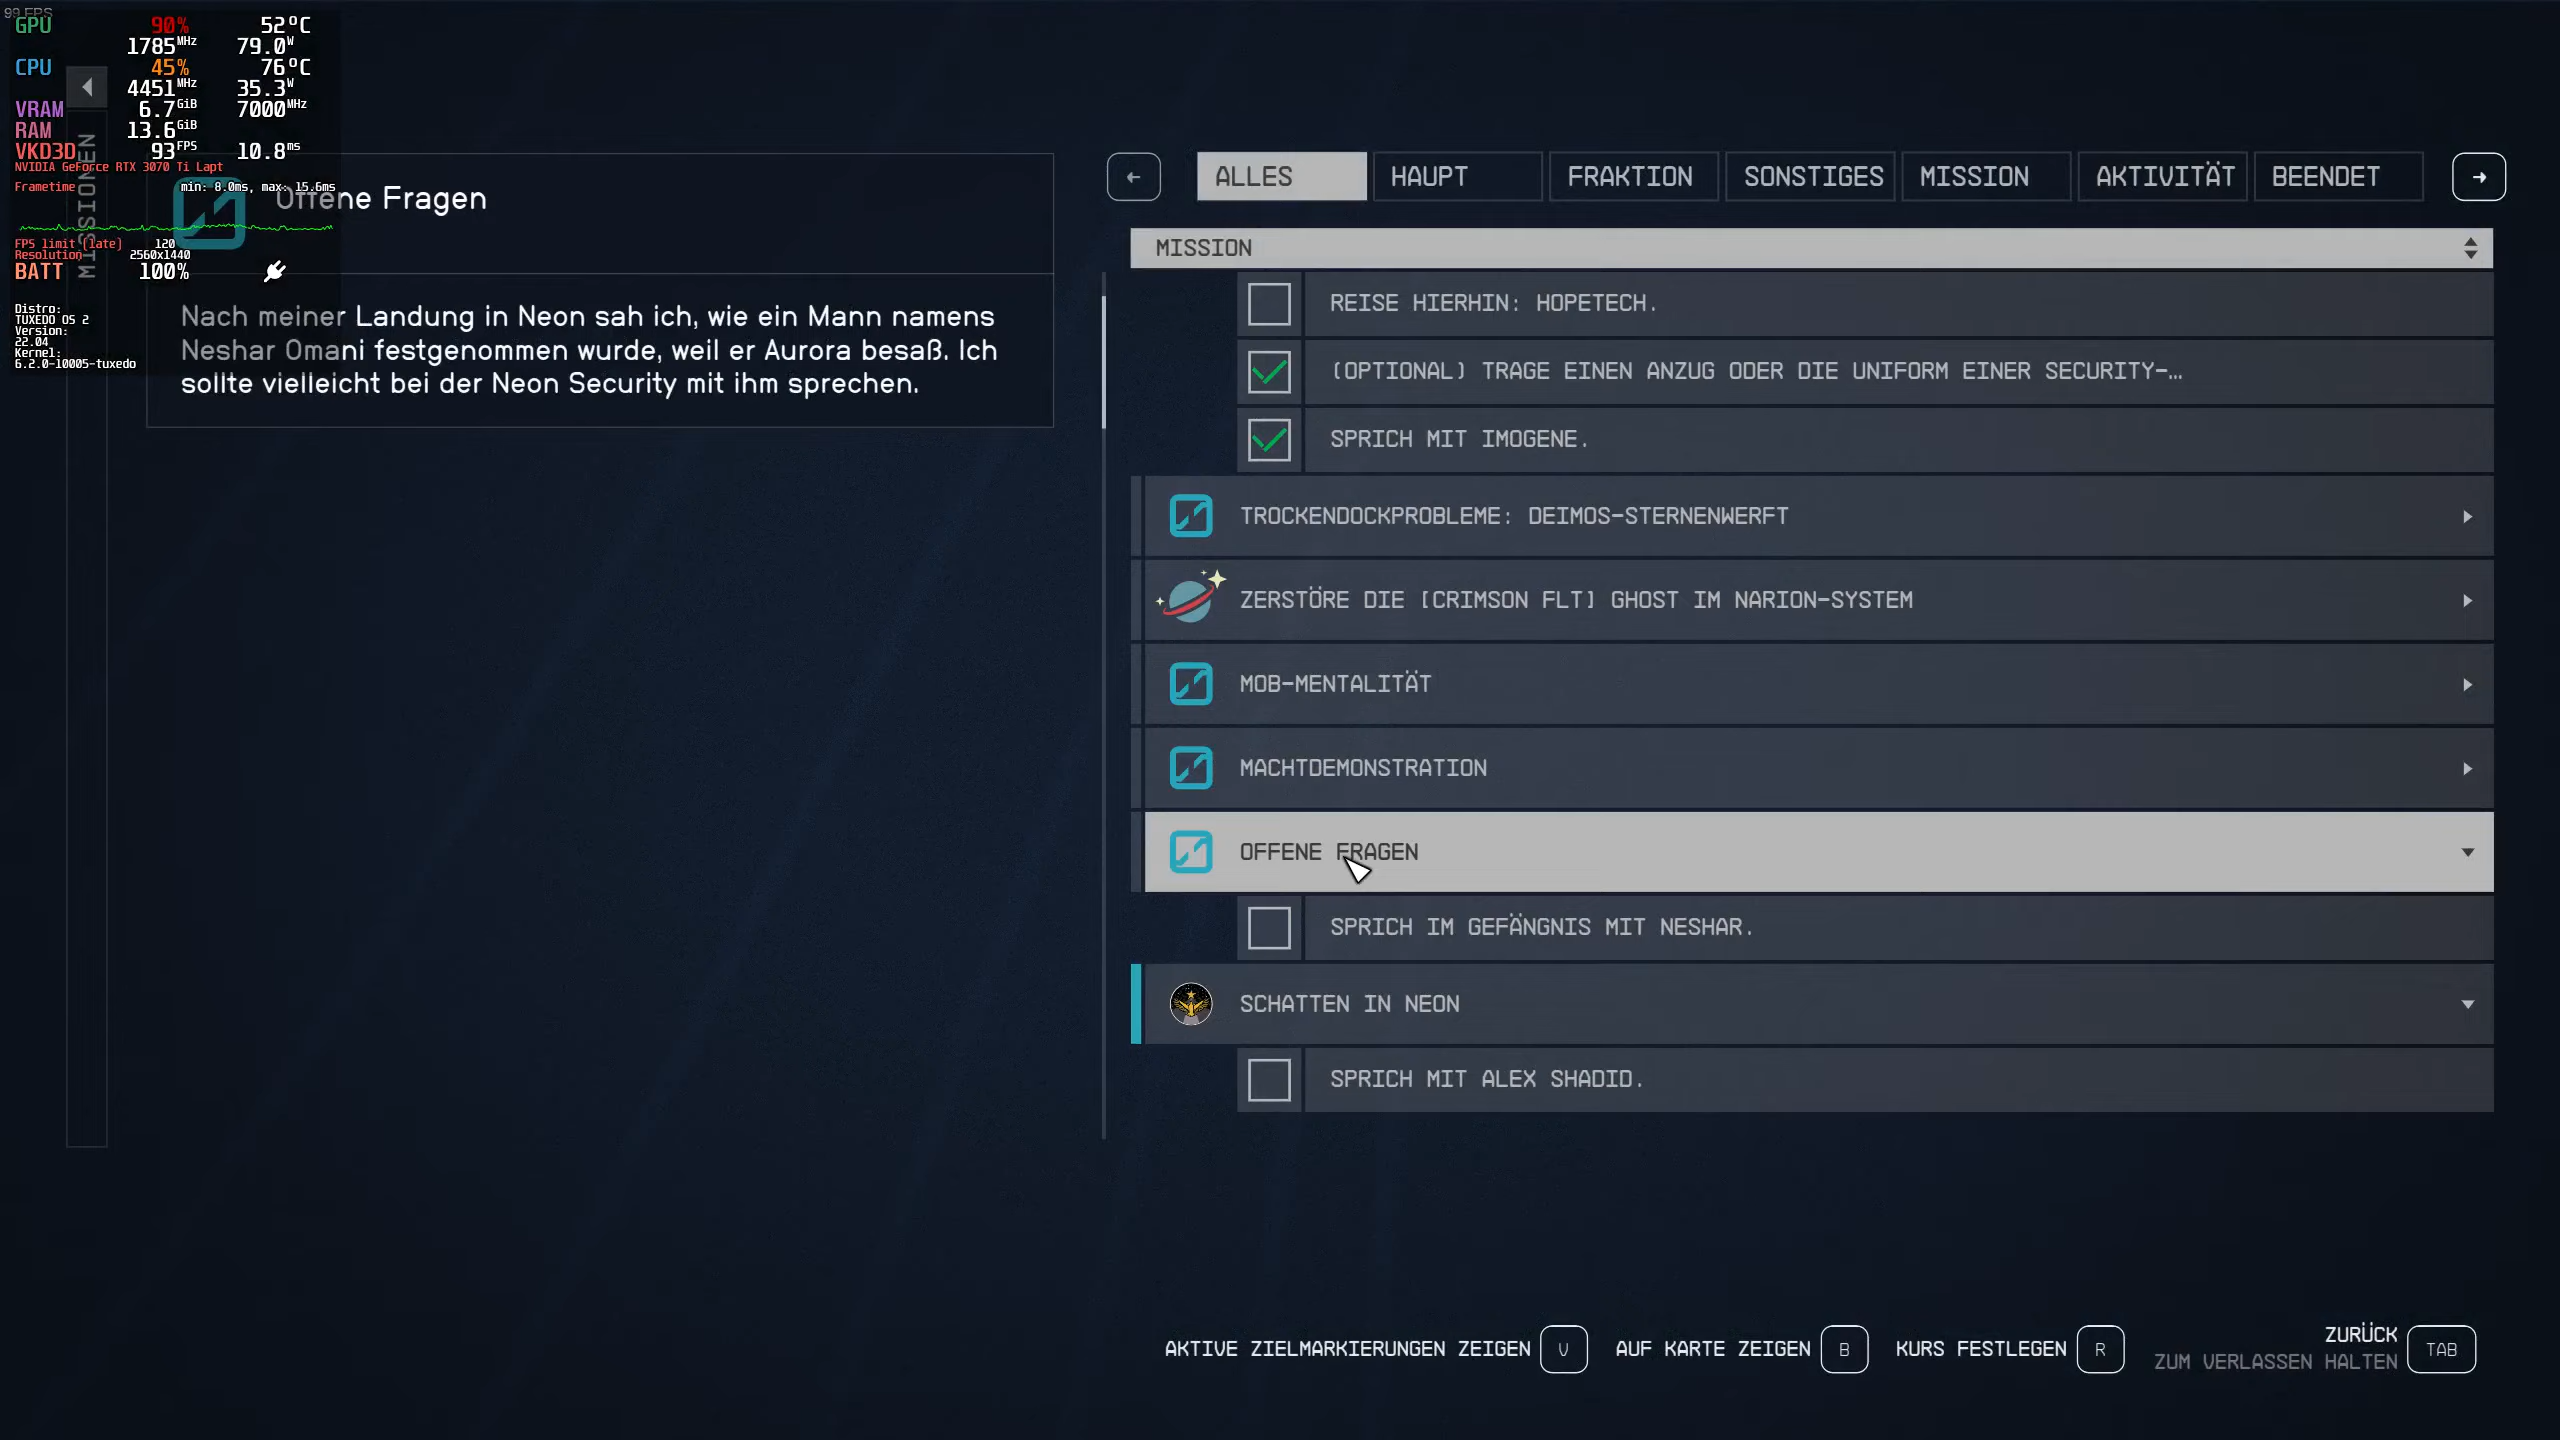 99 FPS
GPU 90% 52°C
1785MHz 79.0W
CPU 45% 76°C
4451MHz 35.3W
VRAM 6.7GiB 7000MHz
RAM 13.6GiB
VKD3D 93FPS 10.8ms
NVIDIA GeForce RTX 3070 Ti Lapt
Frametime min: 8.0ms, max: 15.6ms
FPS limit (late) 120
Resolution 2560x1440
BATT 100%
Distro:
TUXEDO OS 2
Version:
22.04
Kernel:
6.2.0-10005-tuxedo
MISSIONEN
Offene Fragen
Nach meiner Landung in Neon sah ich, wie ein Mann namens
Neshar Omani festgenommen wurde, weil er Aurora besaß. Ich
sollte vielleicht bei der Neon Security mit ihm sprechen.
ALLES HAUPT FRAKTION SONSTIGES MISSION AKTIVITÄT BEENDET
MISSION
REISE HIERHIN: HOPETECH.
(OPTIONAL) TRAGE EINEN ANZUG ODER DIE UNIFORM EINER SECURITY-...
SPRICH MIT IMOGENE.
TROCKENDOCKPROBLEME: DEIMOS-STERNENWERFT
ZERSTÖRE DIE [CRIMSON FLT] GHOST IM NARION-SYSTEM
MOB-MENTALITÄT
MACHTDEMONSTRATION
OFFENE FRAGEN
SPRICH IM GEFÄNGNIS MIT NESHAR.
SCHATTEN IN NEON
SPRICH MIT ALEX SHADID.
AKTIVE ZIELMARKIERUNGEN ZEIGEN V AUF KARTE ZEIGEN B KURS FESTLEGEN R ZURÜCK TAB
ZUM VERLASSEN HALTEN